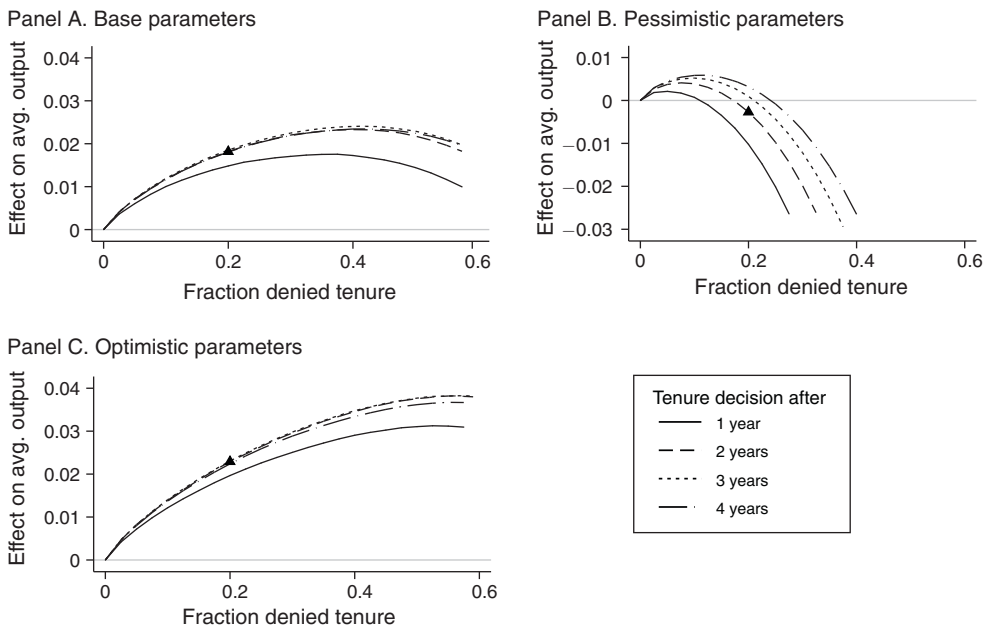 Panel A. Base parameters
Effect on avg. output
0.04
0.03
0.02
0.01
0
0
0.2
0.4
0.6
Fraction denied tenure
Panel B. Pessimistic parameters
Effect on avg. output
0.01
0
−0.01
−0.02
−0.03
0
0.2
0.4
0.6
Fraction denied tenure
Panel C. Optimistic parameters
Effect on avg. output
0.04
0.03
0.02
0.01
0
0
0.2
0.4
0.6
Fraction denied tenure
Tenure decision after
1 year
2 years
3 years
4 years